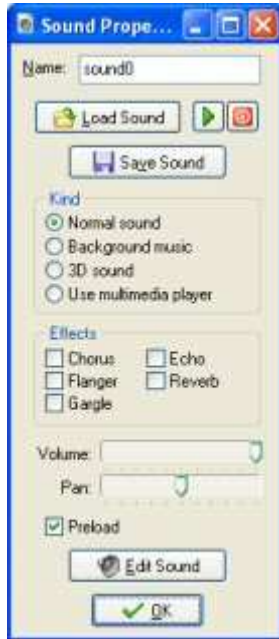 Sound Prope...
Name: sound0
Load Sound
Save Sound
Kind
Normal sound
Background music
3D sound
Use multimedia player
Effects
Chorus Echo
Flanger Reverb
Gargle
Volume:
Pan:
Preload
Edit Sound
OK